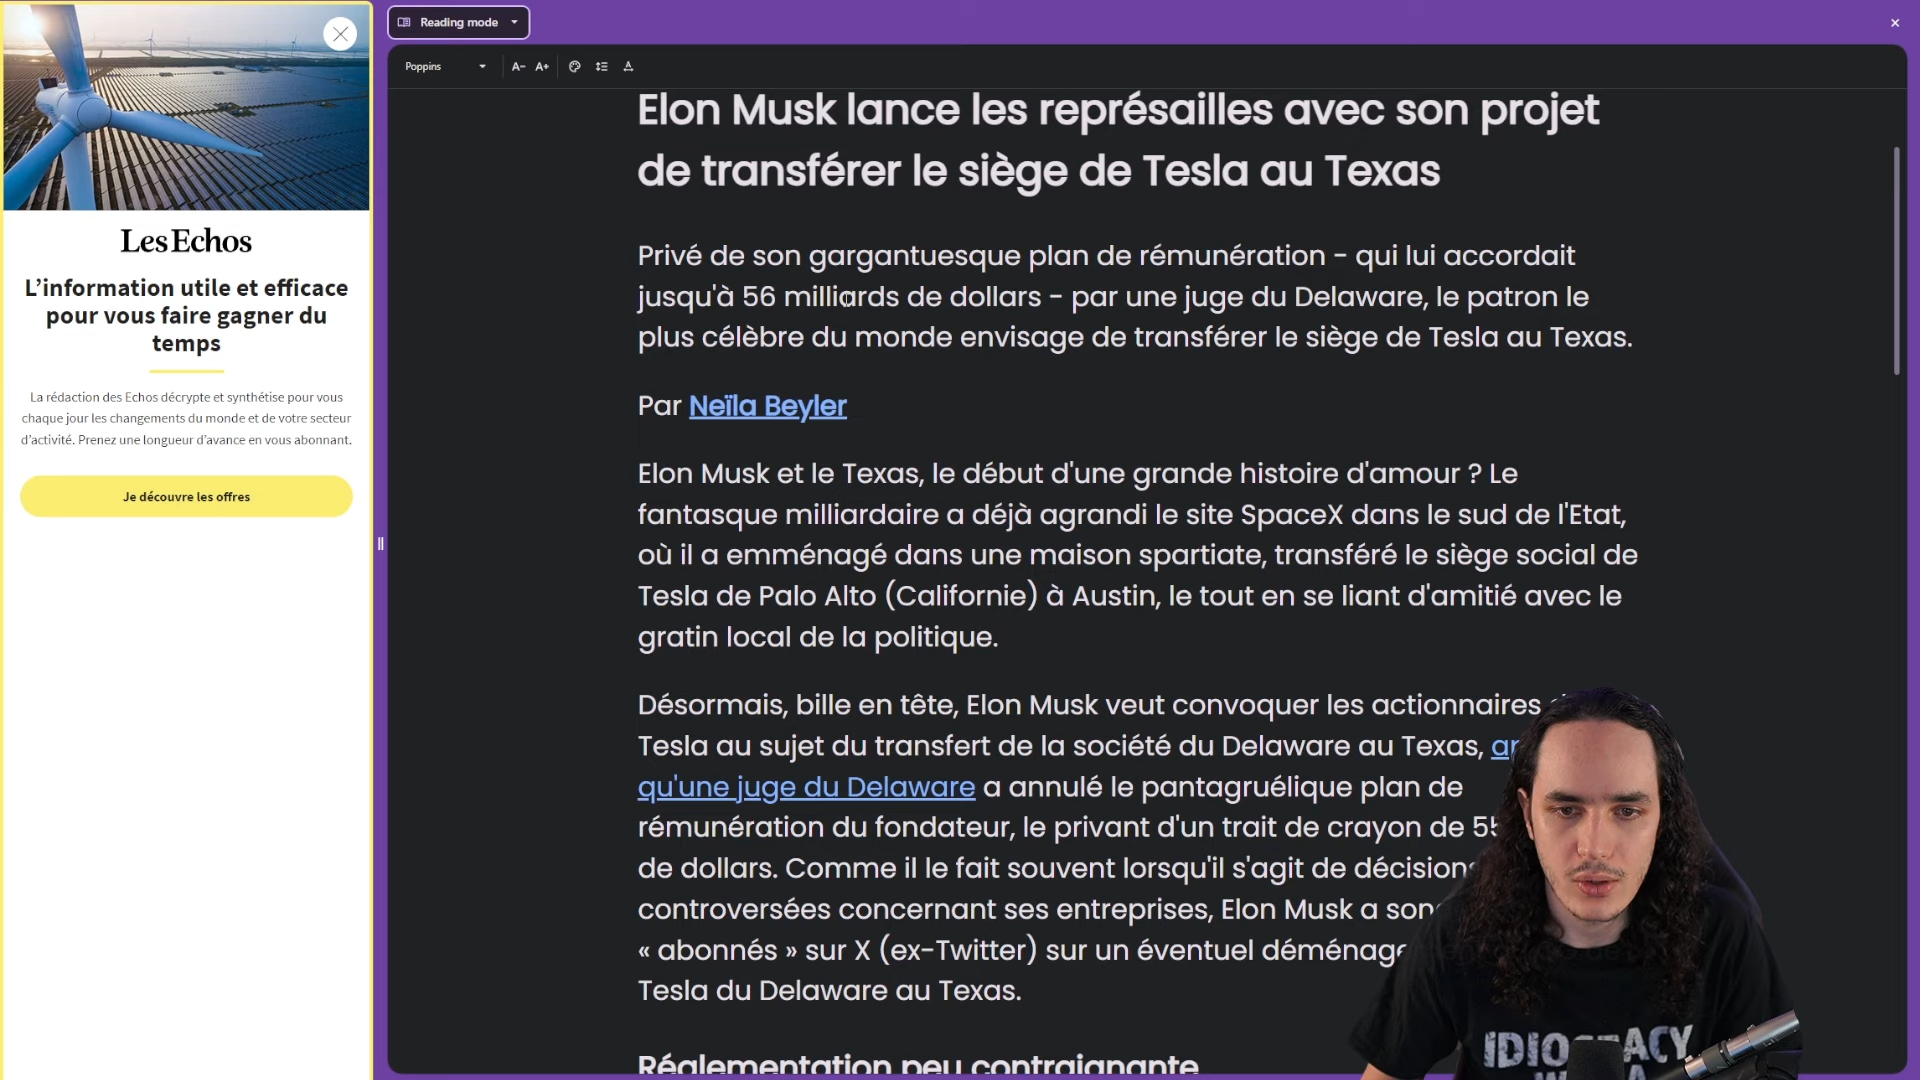 Reading mode
Poppins
A-
A+
Les Echos
L'information utile et efficace
pour vous faire gagner du
temps
La rédaction des Echos décrypte et synthétise pour vous
chaque jour les changements du monde et de votre secteur
d'activité. Prenez une longueur d'avance en vous abonnant.
Je découvre les offres
Elon Musk lance les représailles avec son projet
de transférer le siège de Tesla au Texas
Privé de son gargantuesque plan de rémunération - qui lui accordait
jusqu'à 56 milliards de dollars - par une juge du Delaware, le patron le
plus célèbre du monde envisage de transférer le siège de Tesla au Texas.
Par Neïla Beyler
Elon Musk et le Texas, le début d'une grande histoire d'amour ? Le
fantasque milliardaire a déjà agrandi le site SpaceX dans le sud de l'Etat,
où il a emménagé dans une maison spartiate, transféré le siège social de
Tesla de Palo Alto (Californie) à Austin, le tout en se liant d'amitié avec le
gratin local de la politique.
Désormais, bille en tête, Elon Musk veut convoquer les actionnaires
Tesla au sujet du transfert de la société du Delaware au Texas,
qu'une juge du Delaware a annulé le pantagruélique plan de
rémunération du fondateur, le privant d'un trait de crayon de 55
de dollars. Comme il le fait souvent lorsqu'il s'agit de décisions
controversées concernant ses entreprises, Elon Musk a
« abonnés » sur X (ex-Twitter) sur un éventuel
Tesla du Delaware au Texas.
Réglementation peu contraignante